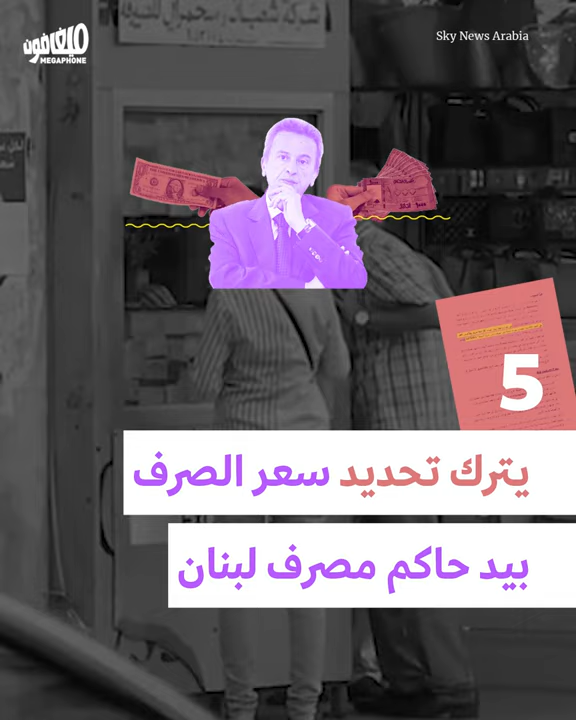 ميغافون
MEGAPHONE
Sky News Arabia
5
يترك تحديد سعر الصرف
بيد حاكم مصرف لبنان